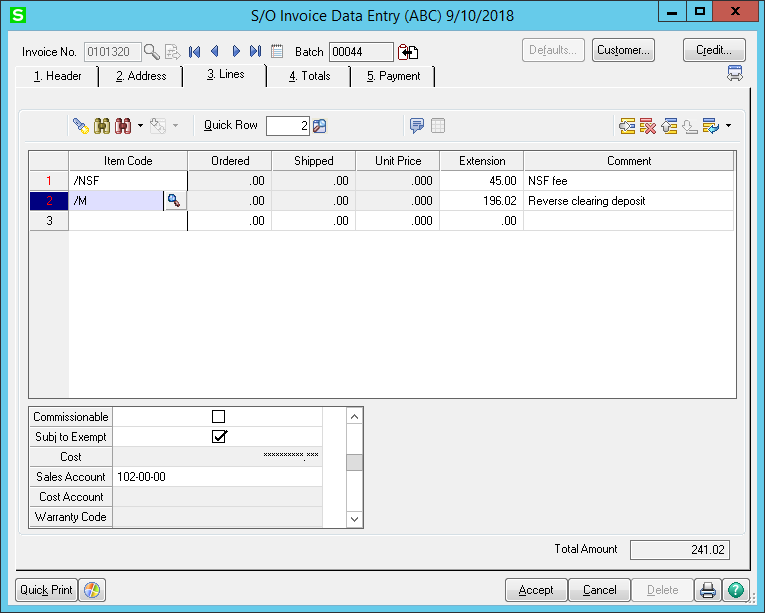 S
S/O Invoice Data Entry (ABC) 9/10/2018
X
Invoice No. 0101320 Batch 00044 Defaults... Customer... Credit...
1. Header 2. Address 3. Lines 4. Totals 5. Payment
Quick Row 2
Item Code Ordered Shipped Unit Price Extension Comment
1 /NSF .00 .00 .000 45.00 NSF fee
2 /M .00 .00 .000 196.02 Reverse clearing deposit
3 .00 .00 .000 .00
Commissionable
Subj to Exempt
Cost **********.***
Sales Account 102-00-00
Cost Account
Warranty Code
Total Amount 241.02
Quick Print Accept Cancel Delete ?